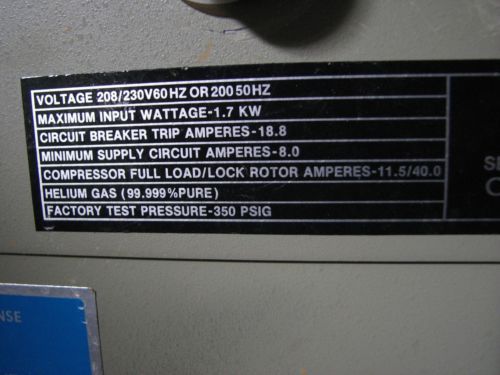 VOLTAGE 208/230V60HZ OR 200 50HZ
MAXIMUM INPUT WATTAGE-1.7 KW
CIRCUIT BREAKER TRIP AMPERES-18.8
MINIMUM SUPPLY CIRCUIT AMPERES-8.0
COMPRESSOR FULL LOAD/LOCK ROTOR AMPERES-11.5/40.0
HELIUM GAS (99.999%PURE)
FACTORY TEST PRESSURE-350 PSIG